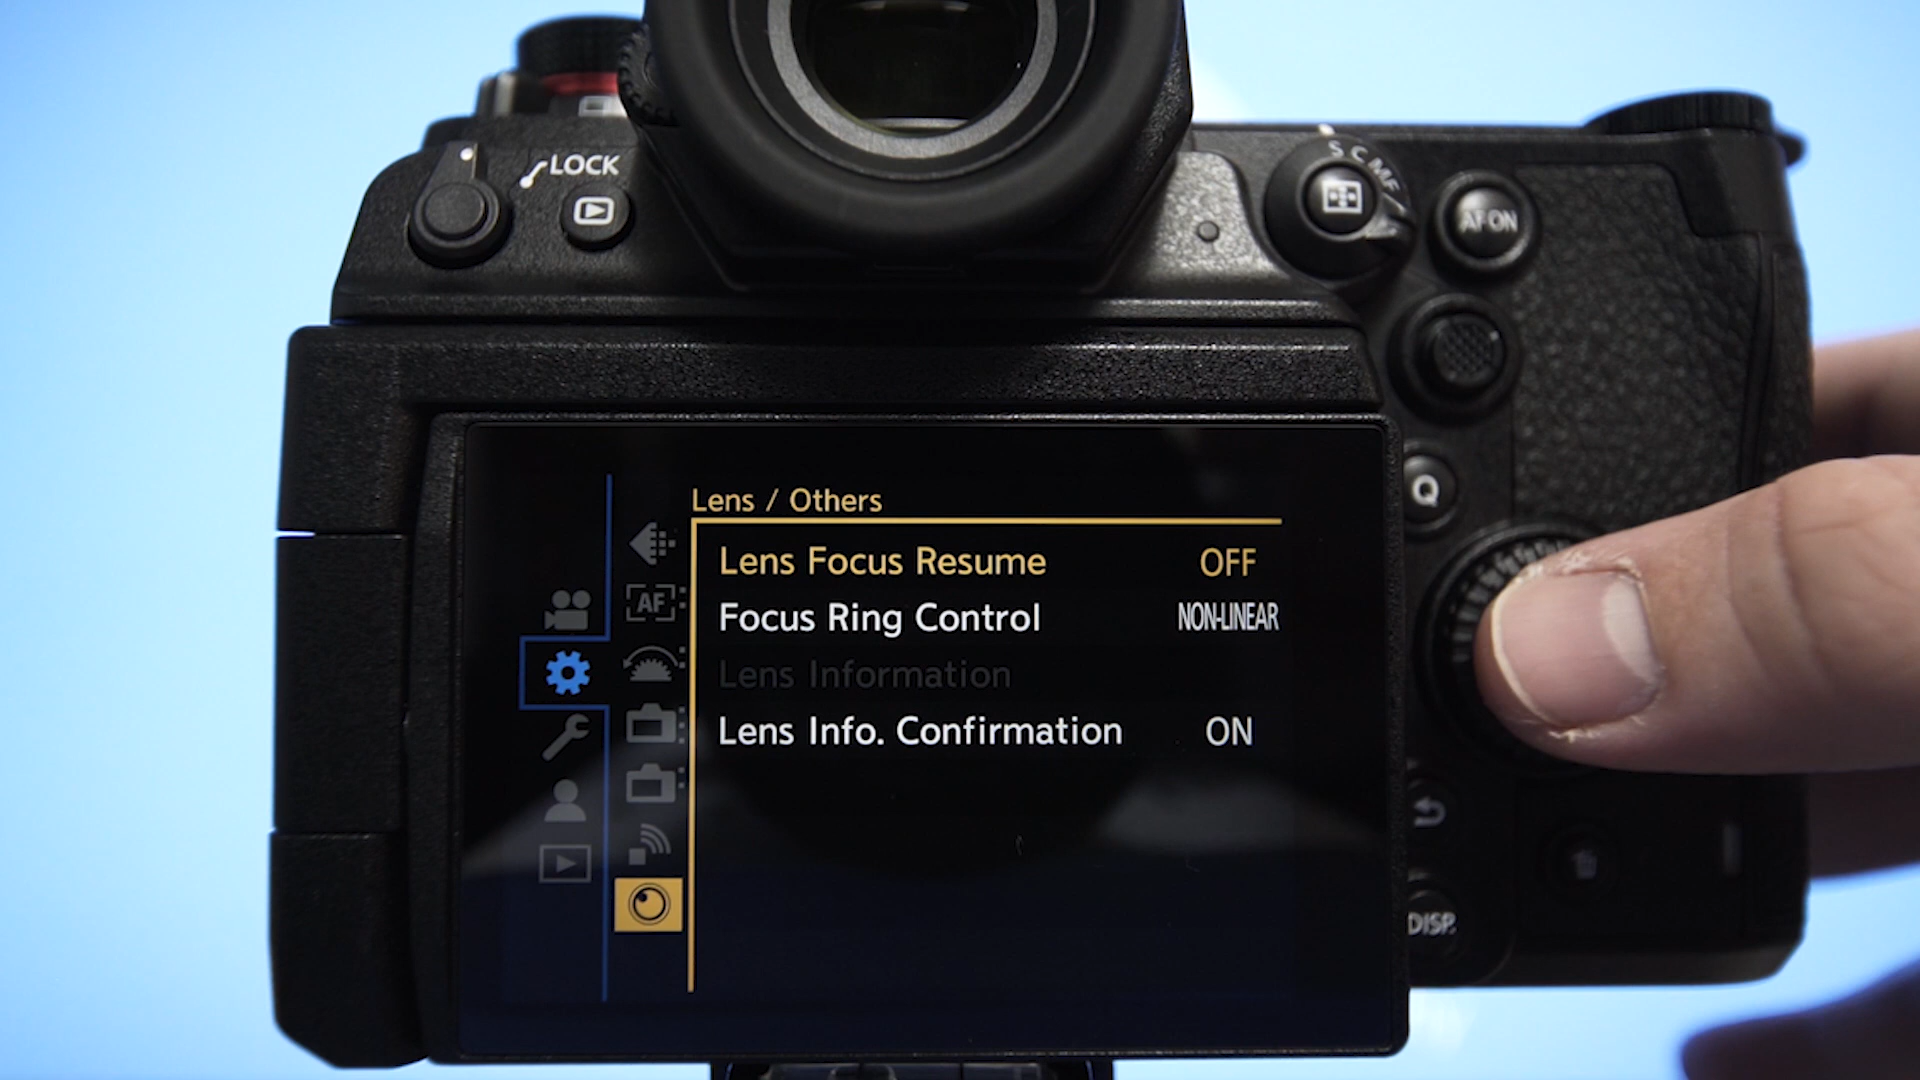 LOCK
S C MF
AF ON
Q
Lens / Others
Lens Focus Resume OFF
AF
Focus Ring Control NON-LINEAR
Lens Information
Lens Info. Confirmation ON
DISP.